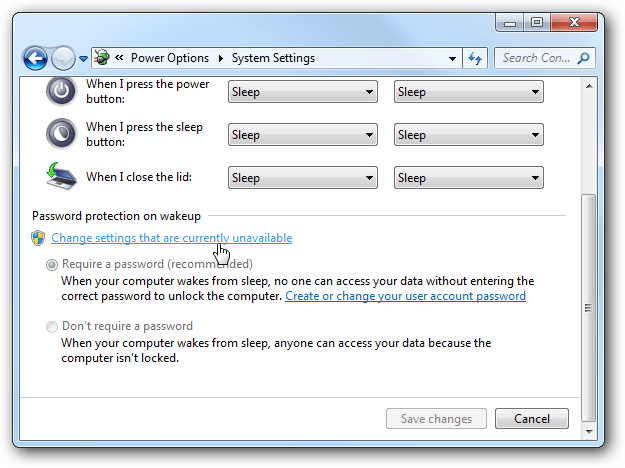 « Power Options ▸ System Settings
Search Con...
When I press the power
button:
Sleep
Sleep
When I press the sleep
button:
Sleep
Sleep
When I close the lid:
Sleep
Sleep
Password protection on wakeup
Change settings that are currently unavailable
Require a password (recommended)
When your computer wakes from sleep, no one can access your data without entering the
correct password to unlock the computer. Create or change your user account password
Don't require a password
When your computer wakes from sleep, anyone can access your data because the
computer isn't locked.
Save changes
Cancel